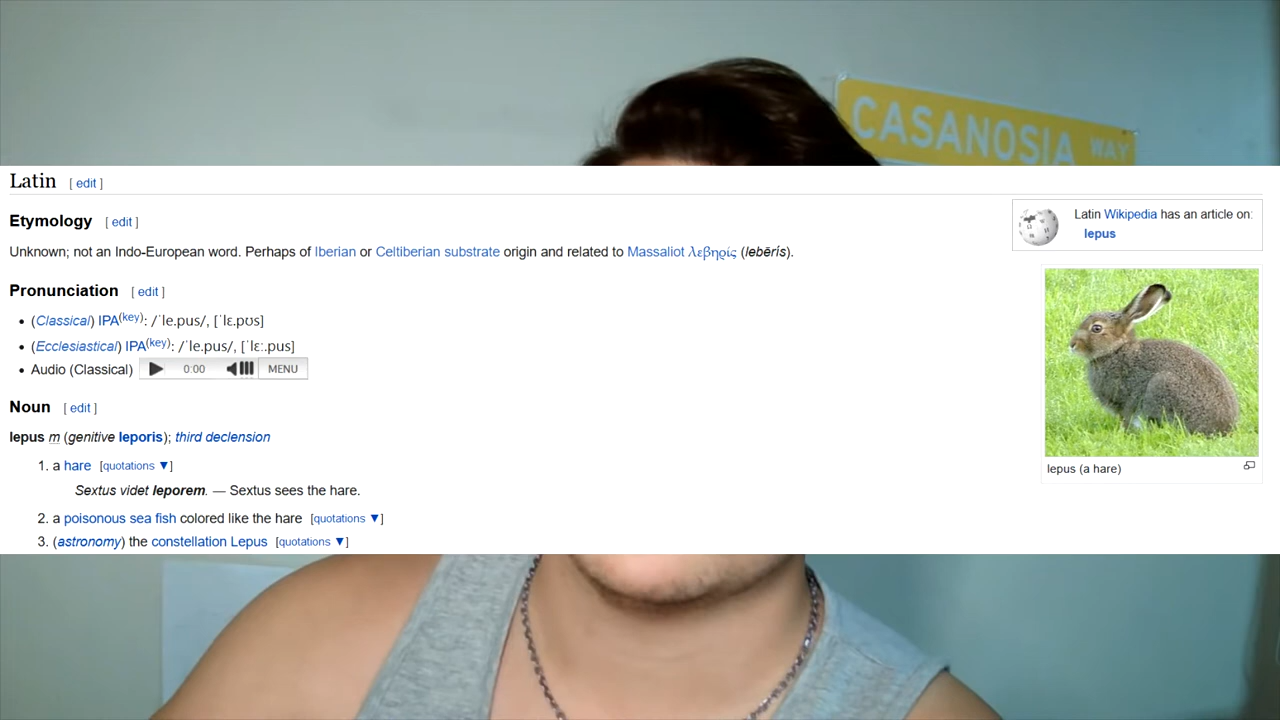 CASANOSIA WAY
Latin [ edit ]
Etymology [ edit ]
Latin Wikipedia has an article on:
lepus
Unknown; not an Indo-European word. Perhaps of Iberian or Celtiberian substrate origin and related to Massaliot λεβηρίς (lebērís).
Pronunciation [ edit ]
• (Classical) IPA(key): /ˈle.pus/, [ˈlɛ.pʊs]
• (Ecclesiastical) IPA(key): /ˈle.pus/, [ˈlɛː.pus]
• Audio (Classical) 0:00 MENU
Noun [ edit ]
lepus m (genitive leporis); third declension
1. a hare [quotations ▼]
lepus (a hare)
Sextus videt leporem. — Sextus sees the hare.
2. a poisonous sea fish colored like the hare [quotations ▼]
3. (astronomy) the constellation Lepus [quotations ▼]